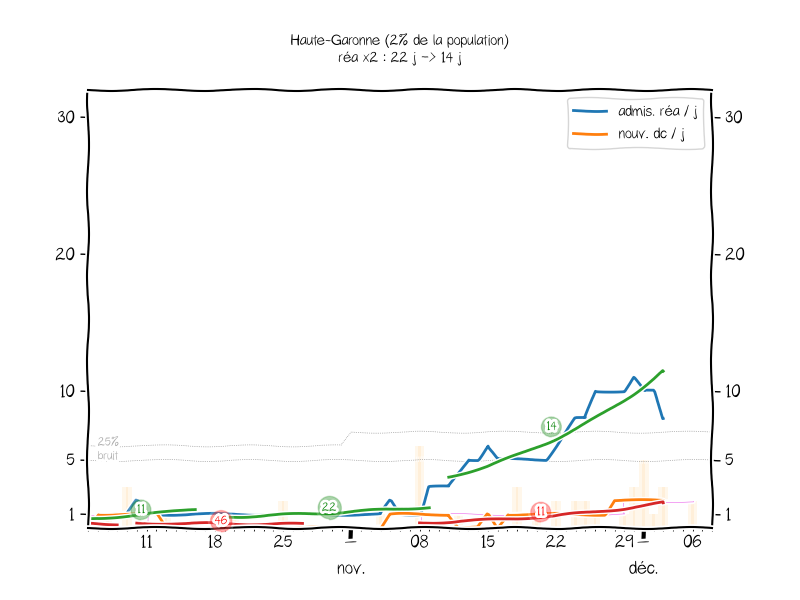 Haute-Garonne (2% de la population)
réa x2 : 22 j -> 14 j
admis. réa / j
nouv. dc / j
30 30
20 20
10 10
25%
bruit
5 5
1 1
11 46 22 14 11
11 18 25 1 08 15 22 29 1 06
nov. déc.